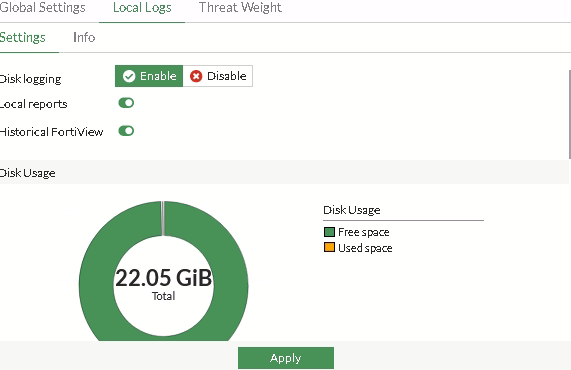 Global Settings Local Logs Threat Weight
Settings Info
Disk logging Enable Disable
Local reports
Historical FortiView
Disk Usage
Disk Usage
Free space
Used space
22.05 GiB
Total
Apply